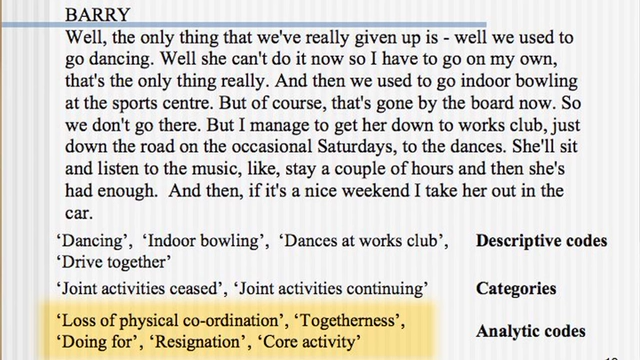 BARRY
Well, the only thing that we've really given up is - well we used to
go dancing. Well she can't do it now so I have to go on my own,
that's the only thing really. And then we used to go indoor bowling
at the sports centre. But of course, that's gone by the board now. So
we don't go there. But I manage to get her down to works club, just
down the road on the occasional Saturdays, to the dances. She'll sit
and listen to the music, like, stay a couple of hours and then she's
had enough.  And then, if it's a nice weekend I take her out in the
car.
‘Dancing’, ‘Indoor bowling’, ‘Dances at works club’, Descriptive codes
‘Drive together’
‘Joint activities ceased’, ‘Joint activities continuing’ Categories
‘Loss of physical co-ordination’, ‘Togetherness’,
Analytic codes
‘Doing for’, ‘Resignation’, ‘Core activity’